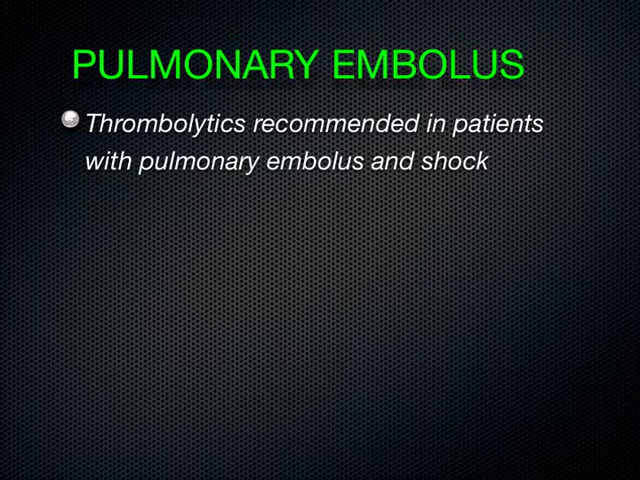 PULMONARY EMBOLUS
Thrombolytics recommended in patients
with pulmonary embolus and shock